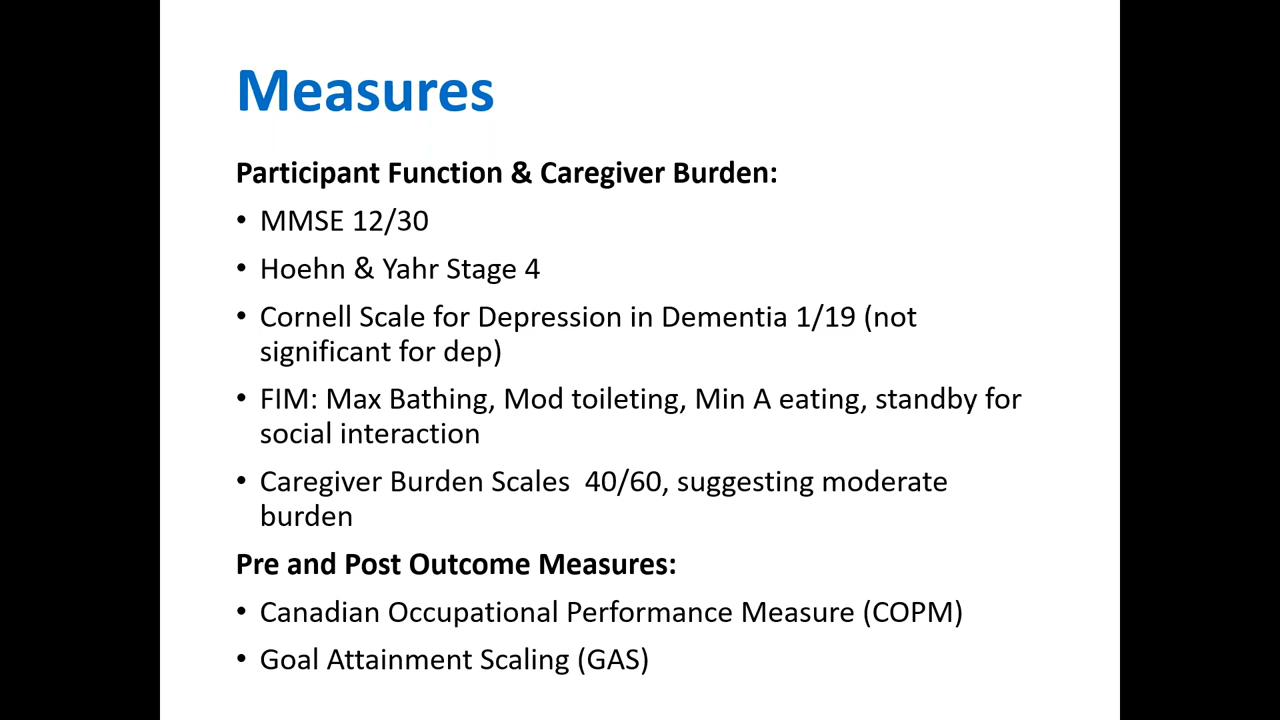 Measures
Participant Function & Caregiver Burden:
• MMSE 12/30
• Hoehn & Yahr Stage 4
• Cornell Scale for Depression in Dementia 1/19 (not
significant for dep)
• FIM: Max Bathing, Mod toileting, Min A eating, standby for
social interaction
• Caregiver Burden Scales  40/60, suggesting moderate
burden
Pre and Post Outcome Measures:
• Canadian Occupational Performance Measure (COPM)
• Goal Attainment Scaling (GAS)